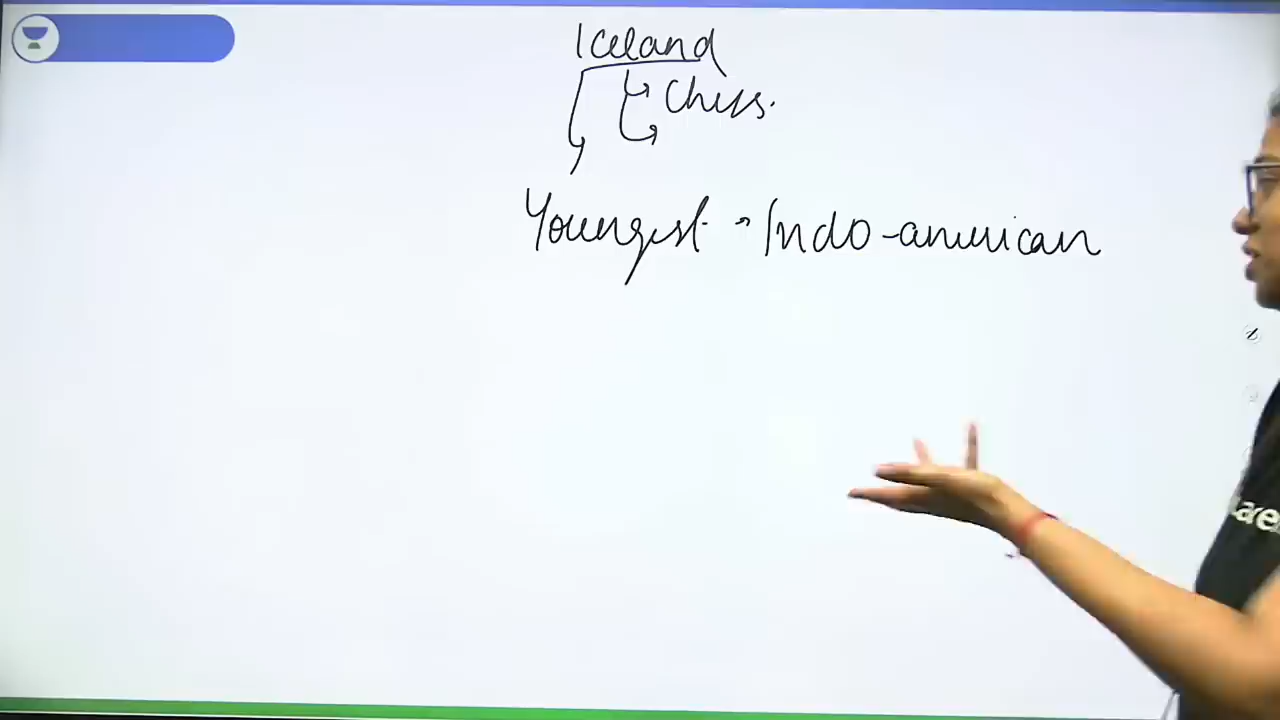 Iceland
Chess.
Youngest → Indo-american